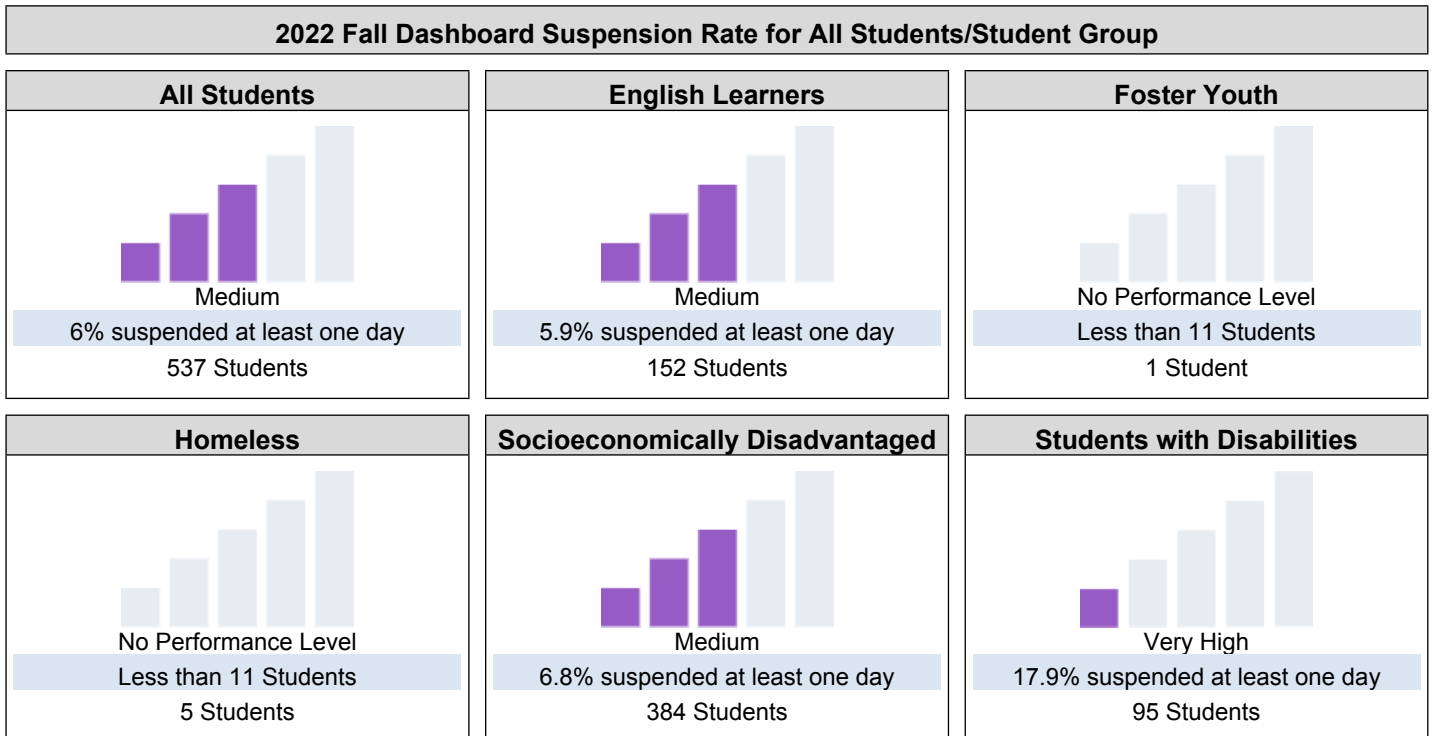 2022 Fall Dashboard Suspension Rate for All Students/Student Group
All Students
Medium
6% suspended at least one day
537 Students
English Learners
Medium
5.9% suspended at least one day
152 Students
Foster Youth
No Performance Level
Less than 11 Students
1 Student
Homeless
No Performance Level
Less than 11 Students
5 Students
Socioeconomically Disadvantaged
Medium
6.8% suspended at least one day
384 Students
Students with Disabilities
Very High
17.9% suspended at least one day
95 Students